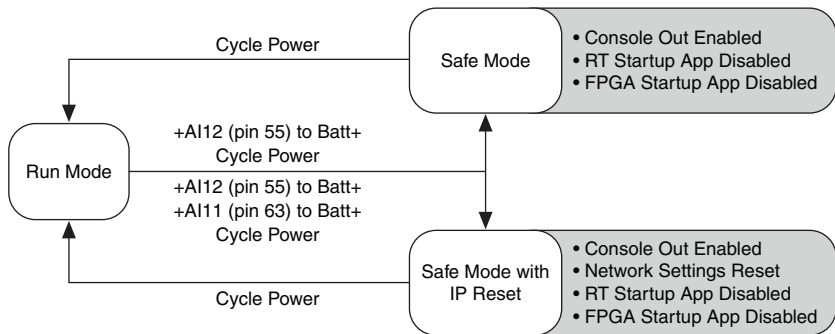 Cycle Power
Safe Mode
• Console Out Enabled
• RT Startup App Disabled
• FPGA Startup App Disabled
Run Mode
+AI12 (pin 55) to Batt+
Cycle Power
+AI12 (pin 55) to Batt+
+AI11 (pin 63) to Batt+
Cycle Power
Cycle Power
Safe Mode with
IP Reset
• Console Out Enabled
• Network Settings Reset
• RT Startup App Disabled
• FPGA Startup App Disabled